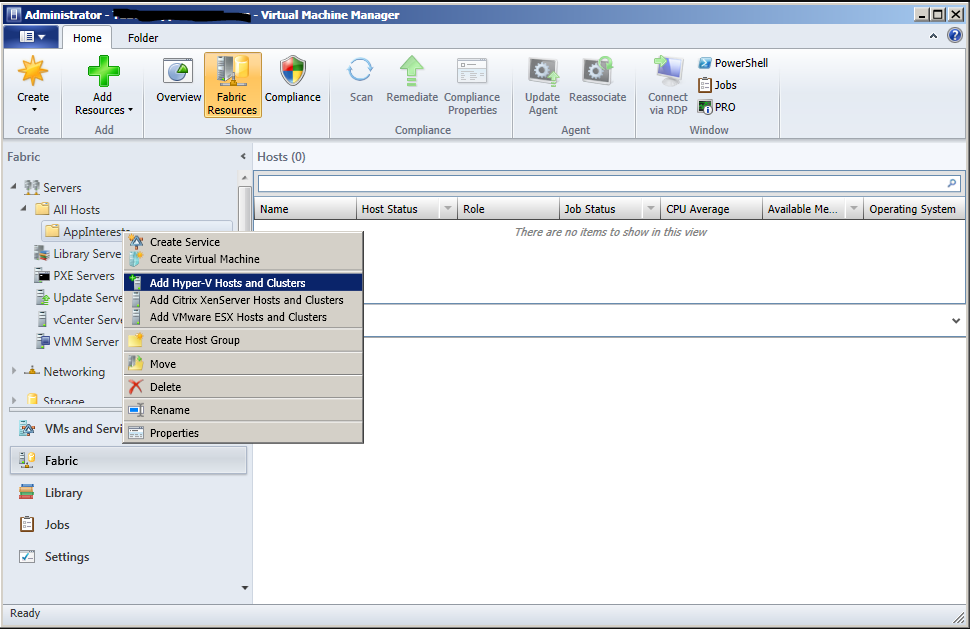 Administrator - - Virtual Machine Manager
Home Folder
Create Add Resources Overview Fabric Resources Compliance Scan Remediate Compliance Properties Update Agent Reassociate Connect via RDP PowerShell
Jobs
PRO
Create Add Show Compliance Agent Window
Fabric
Servers
All Hosts
AppInterests
Library Serve
PXE Servers
Update Serve
vCenter Serv
VMM Server
Networking
Storage
VMs and Servi
Fabric
Library
Jobs
Settings
Hosts (0)
Name Host Status Role Job Status CPU Average Available Me... Operating System
There are no items to show in this view
Create Service
Create Virtual Machine
Add Hyper-V Hosts and Clusters
Add Citrix XenServer Hosts and Clusters
Add VMware ESX Hosts and Clusters
Create Host Group
Move
Delete
Rename
Properties
Ready